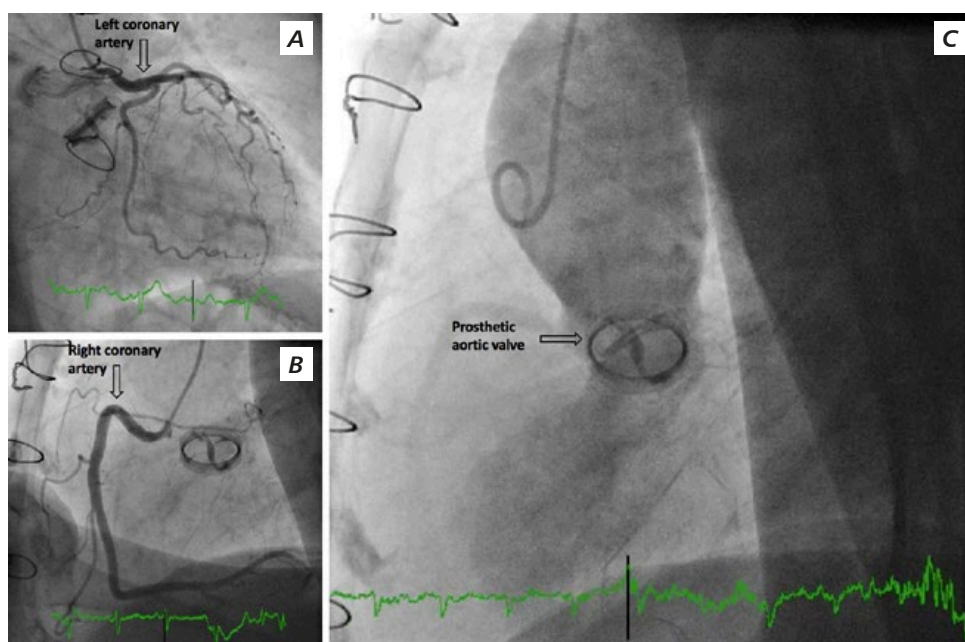 Left coronary
artery
A
Right coronary
artery
B
Prosthetic
aortic valve
C